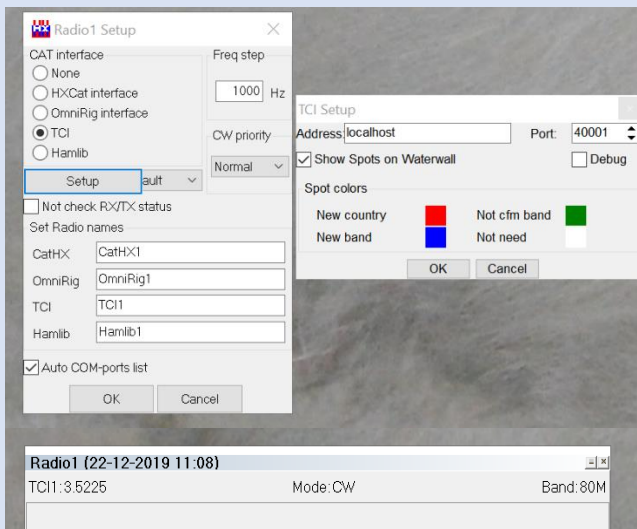 Radio1 Setup
CAT interface
None
HXCat interface
OmniRig interface
TCI
Hamlib
Setup
ault
Not check RX/TX status
Set Radio names
CatHX CatHX1
OmniRig OmniRig1
TCI TCI1
Hamlib Hamlib1
Auto COM-ports list
OK Cancel
Freq step
1000 Hz
CW priority
Normal
TCI Setup
Address: localhost Port: 40001
Show Spots on Waterwall Debug
Spot colors
New country Not cfm band
New band Not need
OK Cancel
Radio1 (22-12-2019 11:08)
TCI1:3.5225 Mode:CW Band:80M